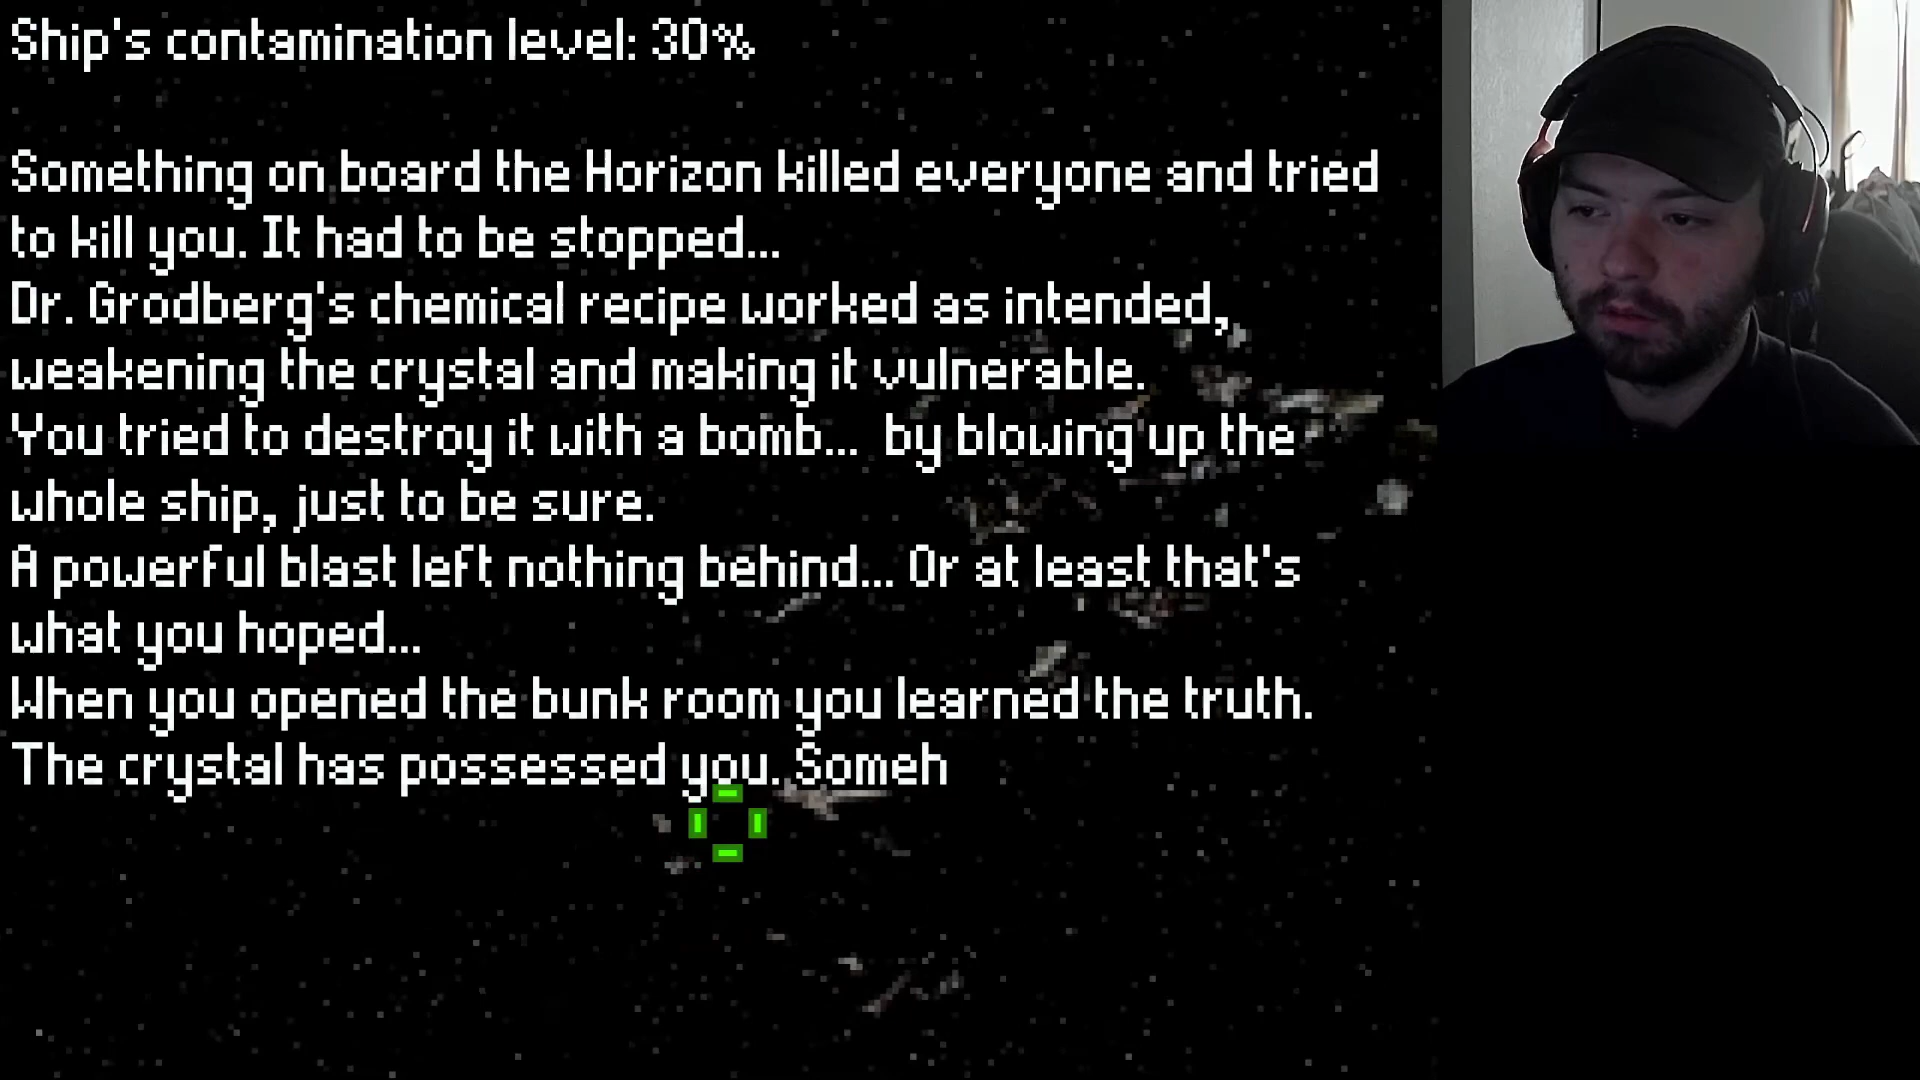 Ship's contamination level: 30%
Something on board the Horizon killed everyone and tried
to kill you. It had to be stopped...
Dr. Grodberg's chemical recipe worked as intended,
weakening the crystal and making it vulnerable.
You tried to destroy it with a bomb... by blowing up the
whole ship, just to be sure.
A powerful blast left nothing behind... Or at least that's
what you hoped...
When you opened the bunk room you learned the truth.
The crystal has possessed you. Someh